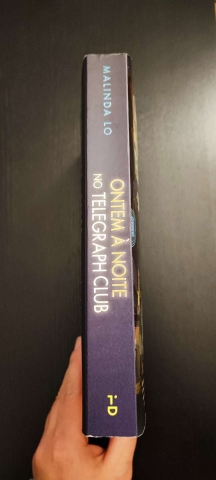 MALINDA LO
ONTEM À NOITE
NO TELEGRAPH CLUB
i-D